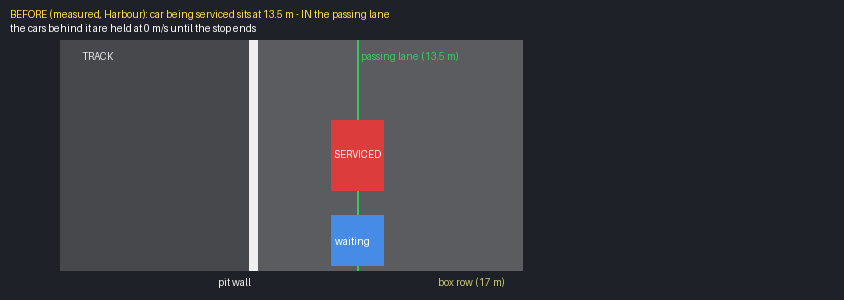 BEFORE (measured, Harbour): car being serviced sits at 13.5 m - IN the passing lane
the cars behind it are held at 0 m/s until the stop ends
TRACK
passing lane (13.5 m)
SERVICED
waiting
pit wall
box row (17 m)